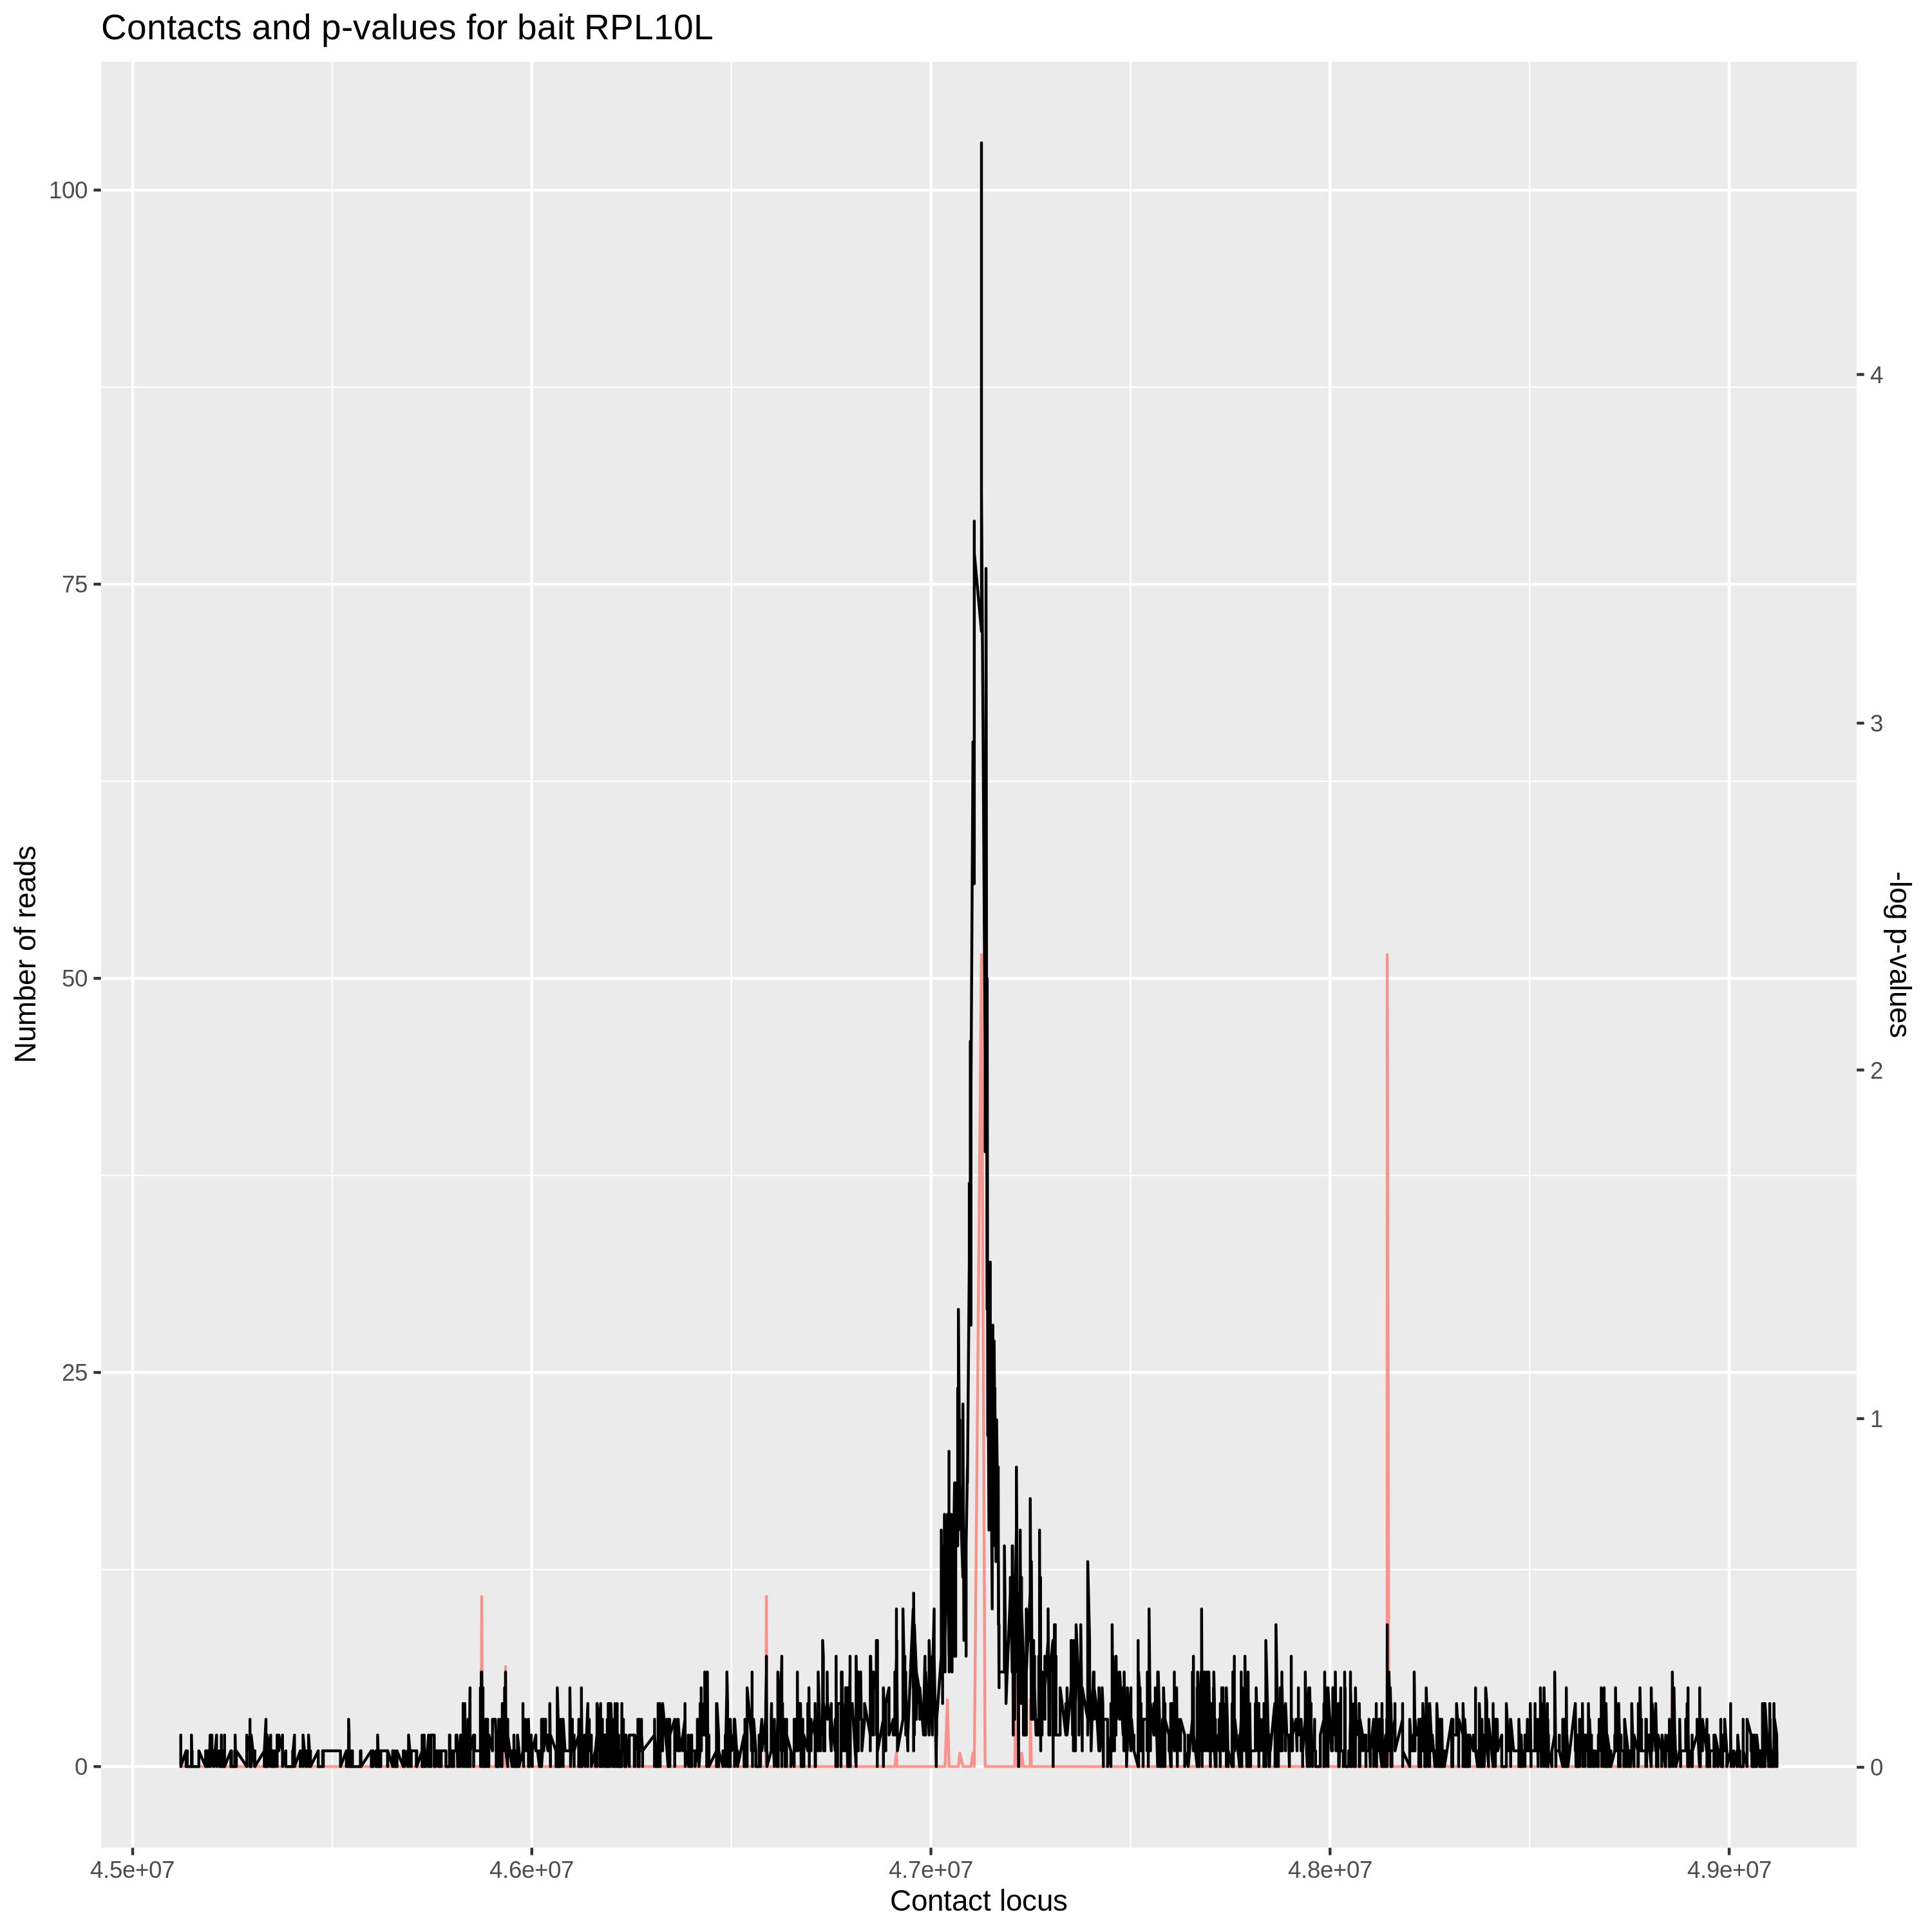 Contacts and p-values for bait RPL10L
100
75
50
25
0
Number of reads
4
3
2
1
0
-log p-values
4.5e+07
4.6e+07
4.7e+07
4.8e+07
4.9e+07
Contact locus